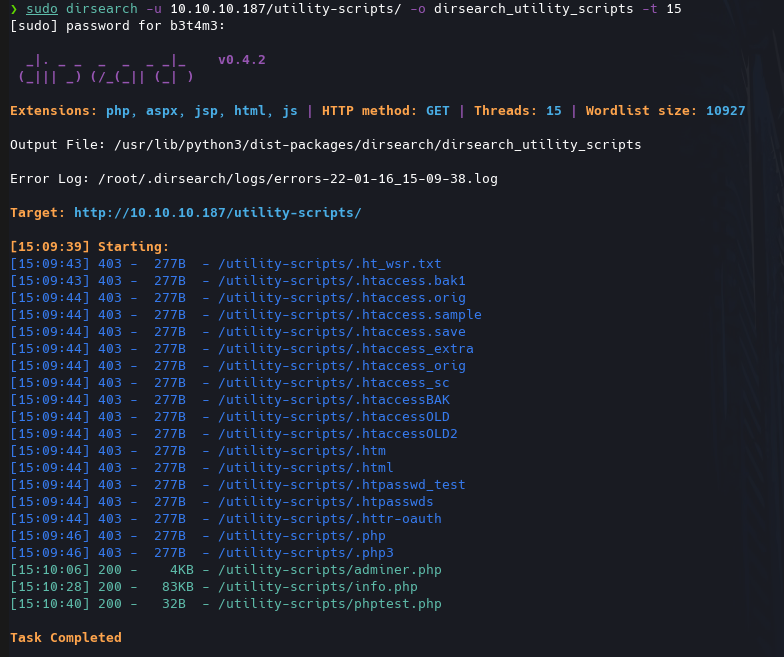 ❯ sudo dirsearch -u 10.10.10.187/utility-scripts/ -o dirsearch_utility_scripts -t 15
[sudo] password for b3t4m3:
  _|. _ _  _  _  _ _|_    v0.4.2
 (_||| _) (/_(_|| (_| )
Extensions: php, aspx, jsp, html, js | HTTP method: GET | Threads: 15 | Wordlist size: 10927
Output File: /usr/lib/python3/dist-packages/dirsearch/dirsearch_utility_scripts
Error Log: /root/.dirsearch/logs/errors-22-01-16_15-09-38.log
Target: http://10.10.10.187/utility-scripts/
[15:09:39] Starting:
[15:09:43] 403 -  277B  - /utility-scripts/.ht_wsr.txt
[15:09:43] 403 -  277B  - /utility-scripts/.htaccess.bak1
[15:09:44] 403 -  277B  - /utility-scripts/.htaccess.orig
[15:09:44] 403 -  277B  - /utility-scripts/.htaccess.sample
[15:09:44] 403 -  277B  - /utility-scripts/.htaccess.save
[15:09:44] 403 -  277B  - /utility-scripts/.htaccess_extra
[15:09:44] 403 -  277B  - /utility-scripts/.htaccess_orig
[15:09:44] 403 -  277B  - /utility-scripts/.htaccess_sc
[15:09:44] 403 -  277B  - /utility-scripts/.htaccessBAK
[15:09:44] 403 -  277B  - /utility-scripts/.htaccessOLD
[15:09:44] 403 -  277B  - /utility-scripts/.htaccessOLD2
[15:09:44] 403 -  277B  - /utility-scripts/.htm
[15:09:44] 403 -  277B  - /utility-scripts/.html
[15:09:44] 403 -  277B  - /utility-scripts/.htpasswd_test
[15:09:44] 403 -  277B  - /utility-scripts/.htpasswds
[15:09:44] 403 -  277B  - /utility-scripts/.httr-oauth
[15:09:46] 403 -  277B  - /utility-scripts/.php
[15:09:46] 403 -  277B  - /utility-scripts/.php3
[15:10:06] 200 -    4KB - /utility-scripts/adminer.php
[15:10:28] 200 -   83KB - /utility-scripts/info.php
[15:10:40] 200 -   32B  - /utility-scripts/phptest.php
Task Completed